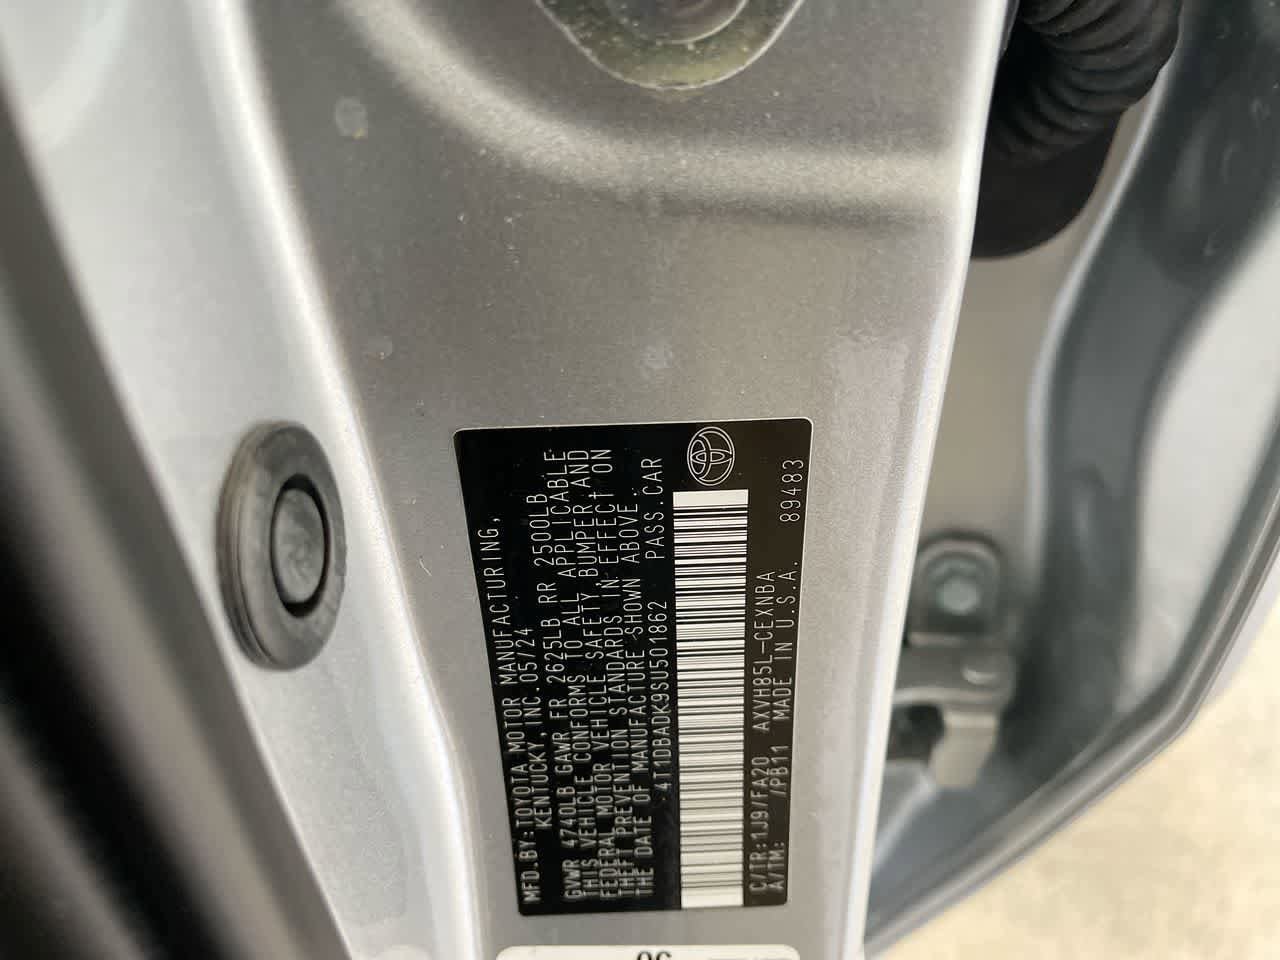 MFD.BY:TOYOTA MOTOR MANUFACTURING,
KENTUCKY,INC.05/24
GVWR 4740LB GAWR FR 2625LB RR 2500LB
THIS VEHICLE CONFORMS TO ALL APPLICABLE
FEDERAL MOTOR VEHICLE SAFETY,BUMPER,AND
THEFT PREVENTION STANDARDS IN EFFECT ON
THE DATE OF MANUFACTURE SHOWN ABOVE.
4T1DBADK9SU501862 PASS.CAR
C/TR:1J9/FA20 AXVH85L-CEXNBA
A/TM: /PB11 MADE IN U.S.A. 89483